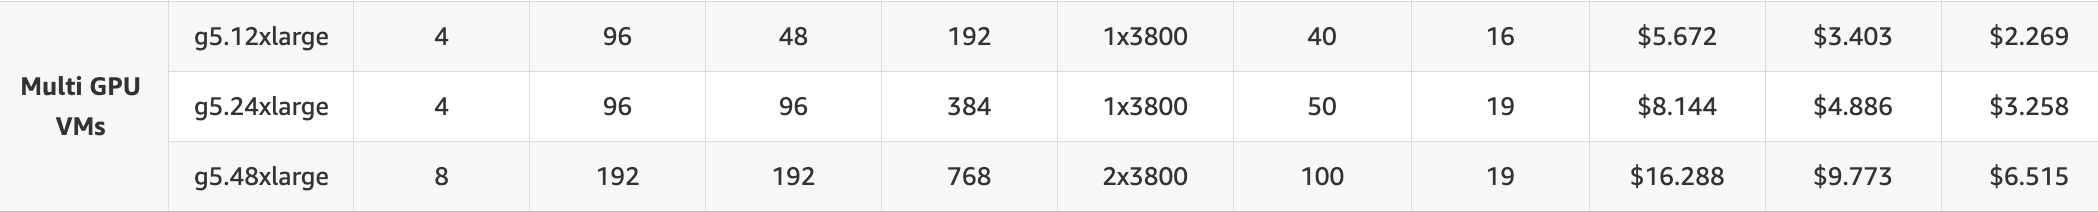 Multi GPU
VMs
g5.12xlarge 4 96 48 192 1x3800 40 16 $5.672 $3.403 $2.269
g5.24xlarge 4 96 96 384 1x3800 50 19 $8.144 $4.886 $3.258
g5.48xlarge 8 192 192 768 2x3800 100 19 $16.288 $9.773 $6.515